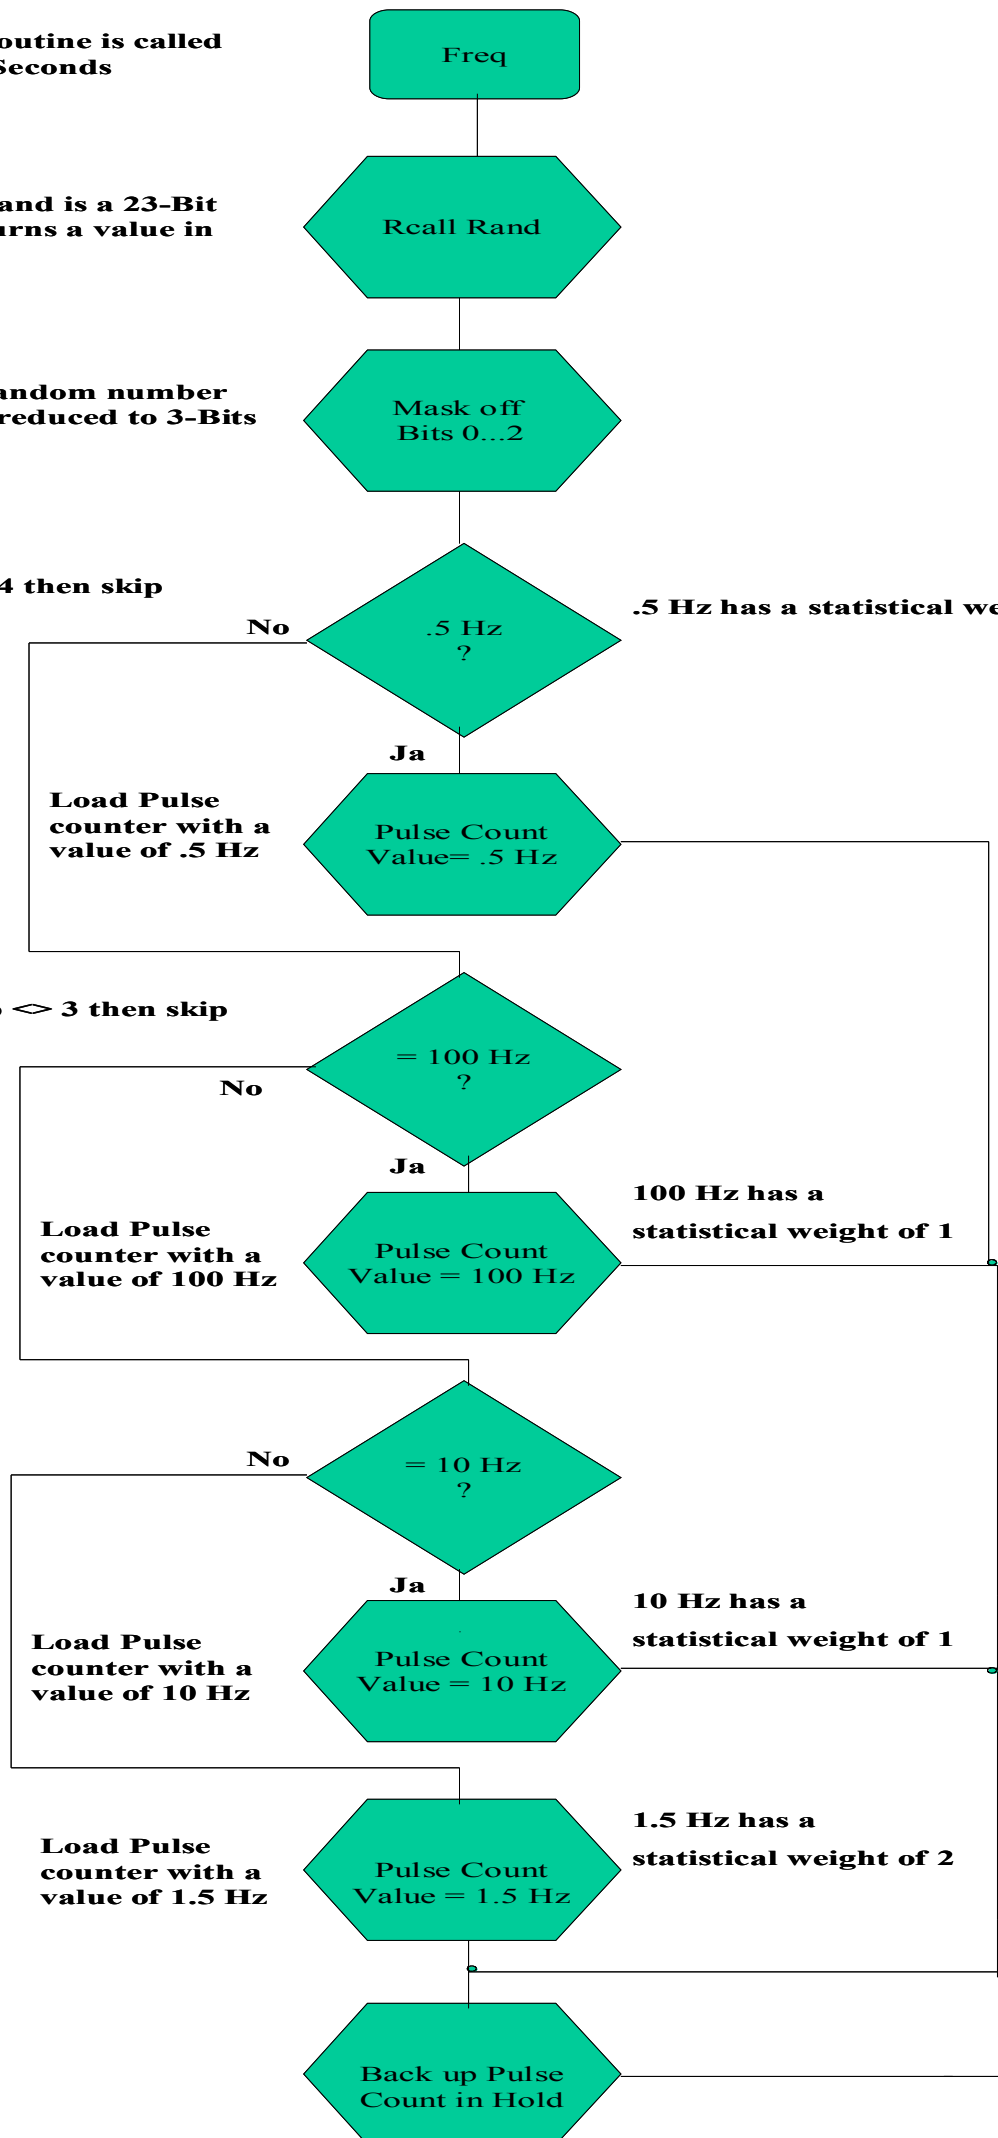 outine is called
Seconds
Freq
and is a 23-Bit
urns a value in
Rcall Rand
andom number
reduced to 3-Bits
Mask off
Bits 0...2
4 then skip
.5 Hz has a statistical we
No
.5 Hz
?
Ja
Load Pulse
counter with a
value of .5 Hz
Pulse Count
Value= .5 Hz
<> 3 then skip
= 100 Hz
?
No
Ja
100 Hz has a
statistical weight of 1
Load Pulse
counter with a
value of 100 Hz
Pulse Count
Value = 100 Hz
No
= 10 Hz
?
Ja
10 Hz has a
statistical weight of 1
Load Pulse
counter with a
value of 10 Hz
Pulse Count
Value = 10 Hz
1.5 Hz has a
statistical weight of 2
Load Pulse
counter with a
value of 1.5 Hz
Pulse Count
Value = 1.5 Hz
Back up Pulse
Count in Hold